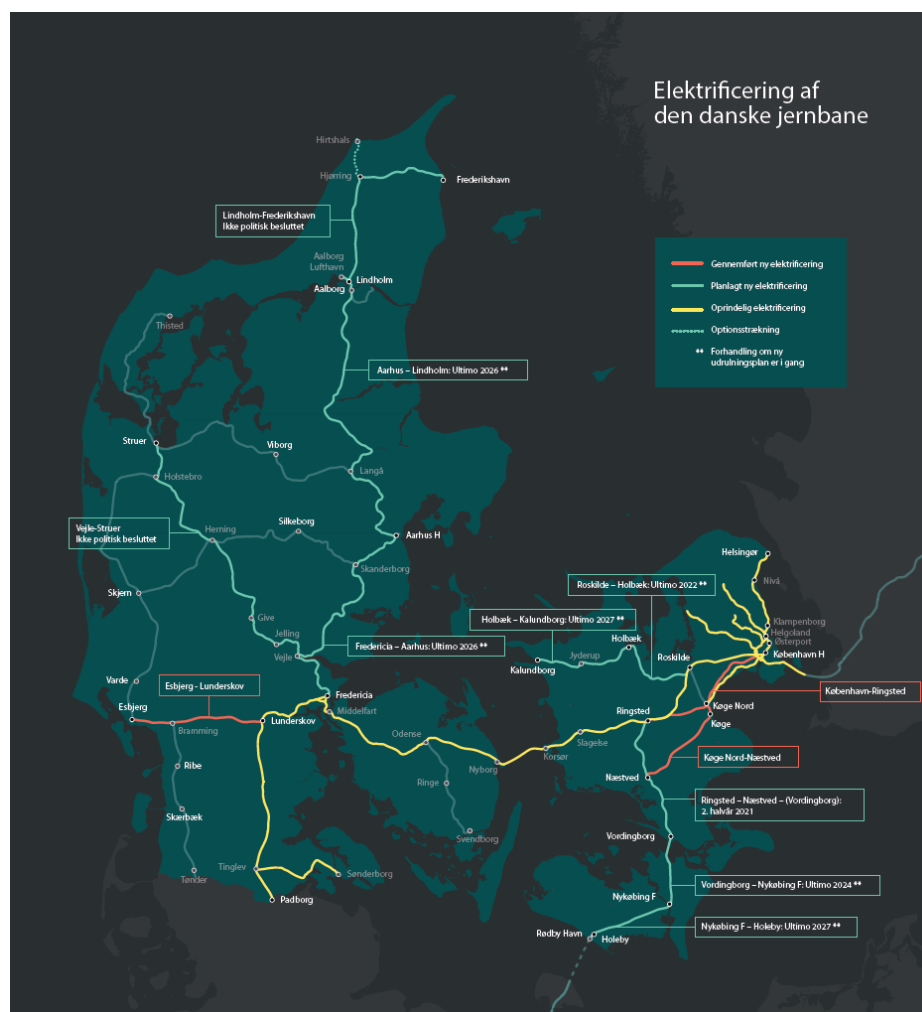 Elektrificering af
den danske jernbane
Hirtshals
Hjørring
Frederikshavn
Lindholm-Frederikshavn
Ikke politisk besluttet
Aalborg
Lufthavn
Lindholm
Aalborg
Gennemført ny elektrificering
Planlagt ny elektrificering
Oprindelig elektrificering
Optionsstrækning
** Forhandling om ny
udrulningsplan er i gang
Thisted
Aarhus – Lindholm: Ultimo 2026 **
Struer
Viborg
Langå
Holstebro
Vejle-Struer
Ikke politisk besluttet
Herning
Silkeborg
Aarhus H
Skanderborg
Helsingør
Nivå
Roskilde – Holbæk: Ultimo 2022 **
Skjern
Give
Holbæk – Kalundborg: Ultimo 2027 **
Klampenborg
Helgoland
Østerport
København H
Jelling
Vejle
Fredericia – Aarhus: Ultimo 2026 **
Holbæk
Jyderup
Kalundborg
Roskilde
Varde
Esbjerg - Lunderskov
Fredericia
København-Ringsted
Esbjerg
Bramming
Lunderskov
Middelfart
Ringsted
Køge Nord
Køge
Odense
Slagelse
Korsør
Nyborg
Køge Nord-Næstved
Ribe
Ringe
Næstved
Skærbæk
Svendborg
Ringsted – Næstved – (Vordingborg):
2. halvår 2021
Vordingborg
Tinglev
Tønder
Sønderborg
Padborg
Vordingborg – Nykøbing F: Ultimo 2024 **
Nykøbing F
Nykøbing F – Holeby: Ultimo 2027 **
Rødby Havn
Holeby